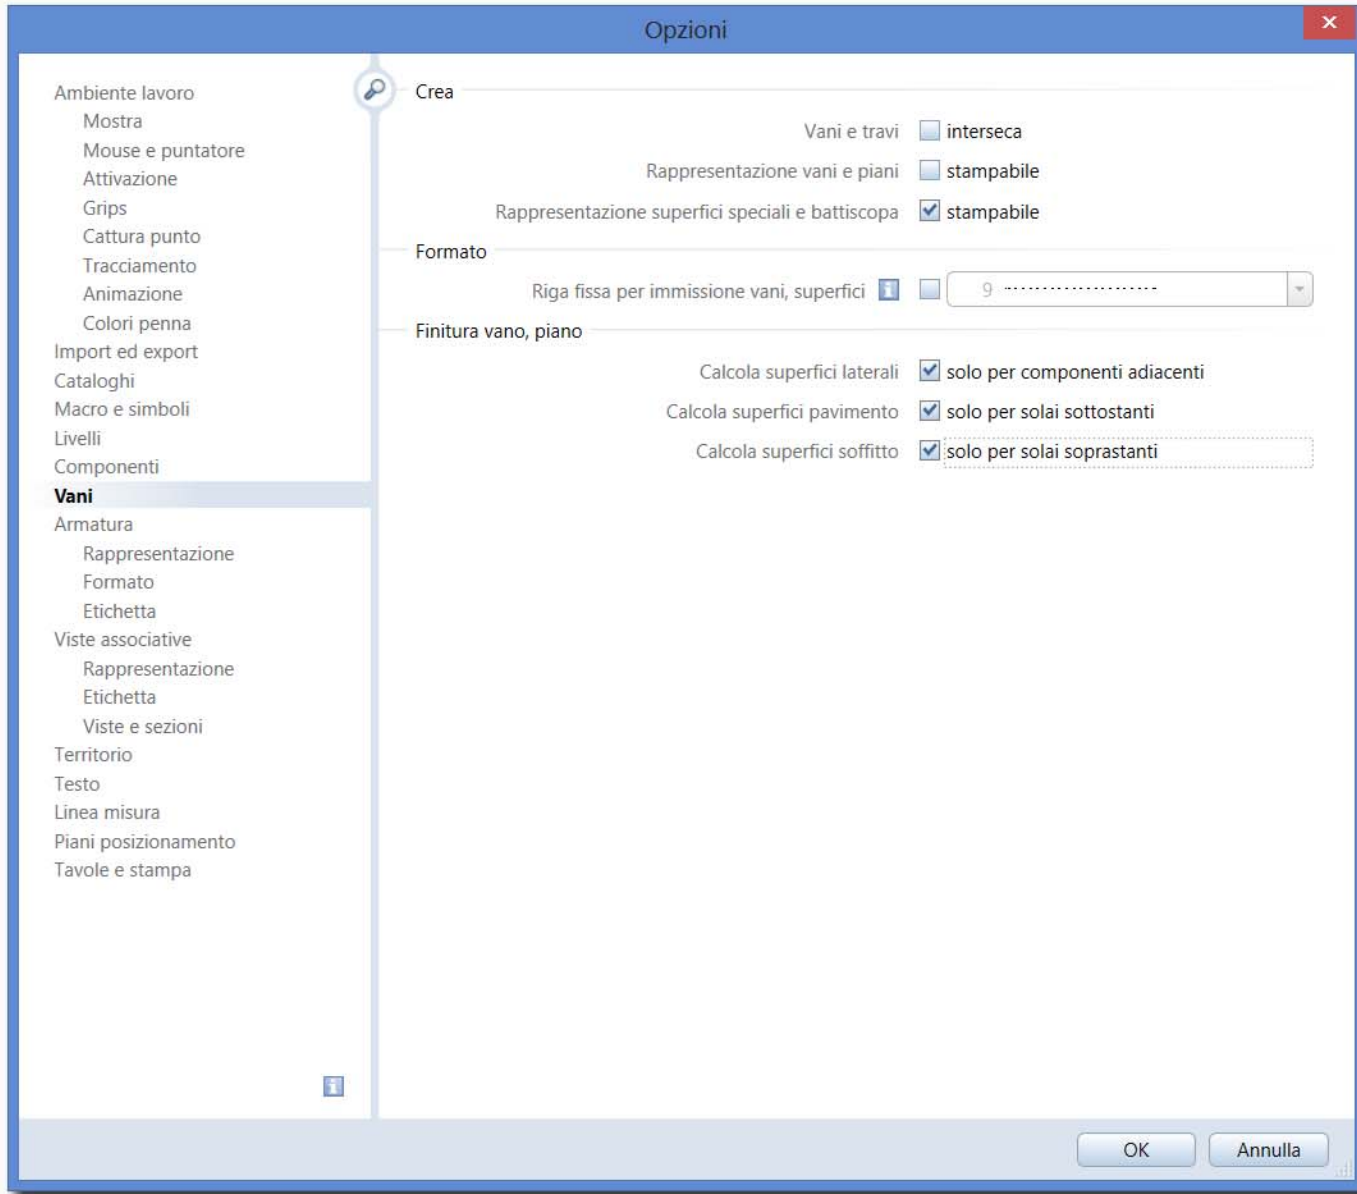 Opzioni
Ambiente lavoro
Mostra
Mouse e puntatore
Attivazione
Grips
Cattura punto
Tracciamento
Animazione
Colori penna
Import ed export
Cataloghi
Macro e simboli
Livelli
Componenti
Vani
Armatura
Rappresentazione
Formato
Etichetta
Viste associative
Rappresentazione
Etichetta
Viste e sezioni
Territorio
Testo
Linea misura
Piani posizionamento
Tavole e stampa
Crea
Vani e travi interseca
Rappresentazione vani e piani stampabile
Rappresentazione superfici speciali e battiscopa stampabile
Formato
Riga fissa per immissione vani, superfici 9
Finitura vano, piano
Calcola superfici laterali solo per componenti adiacenti
Calcola superfici pavimento solo per solai sottostanti
Calcola superfici soffitto solo per solai soprastanti
OK Annulla